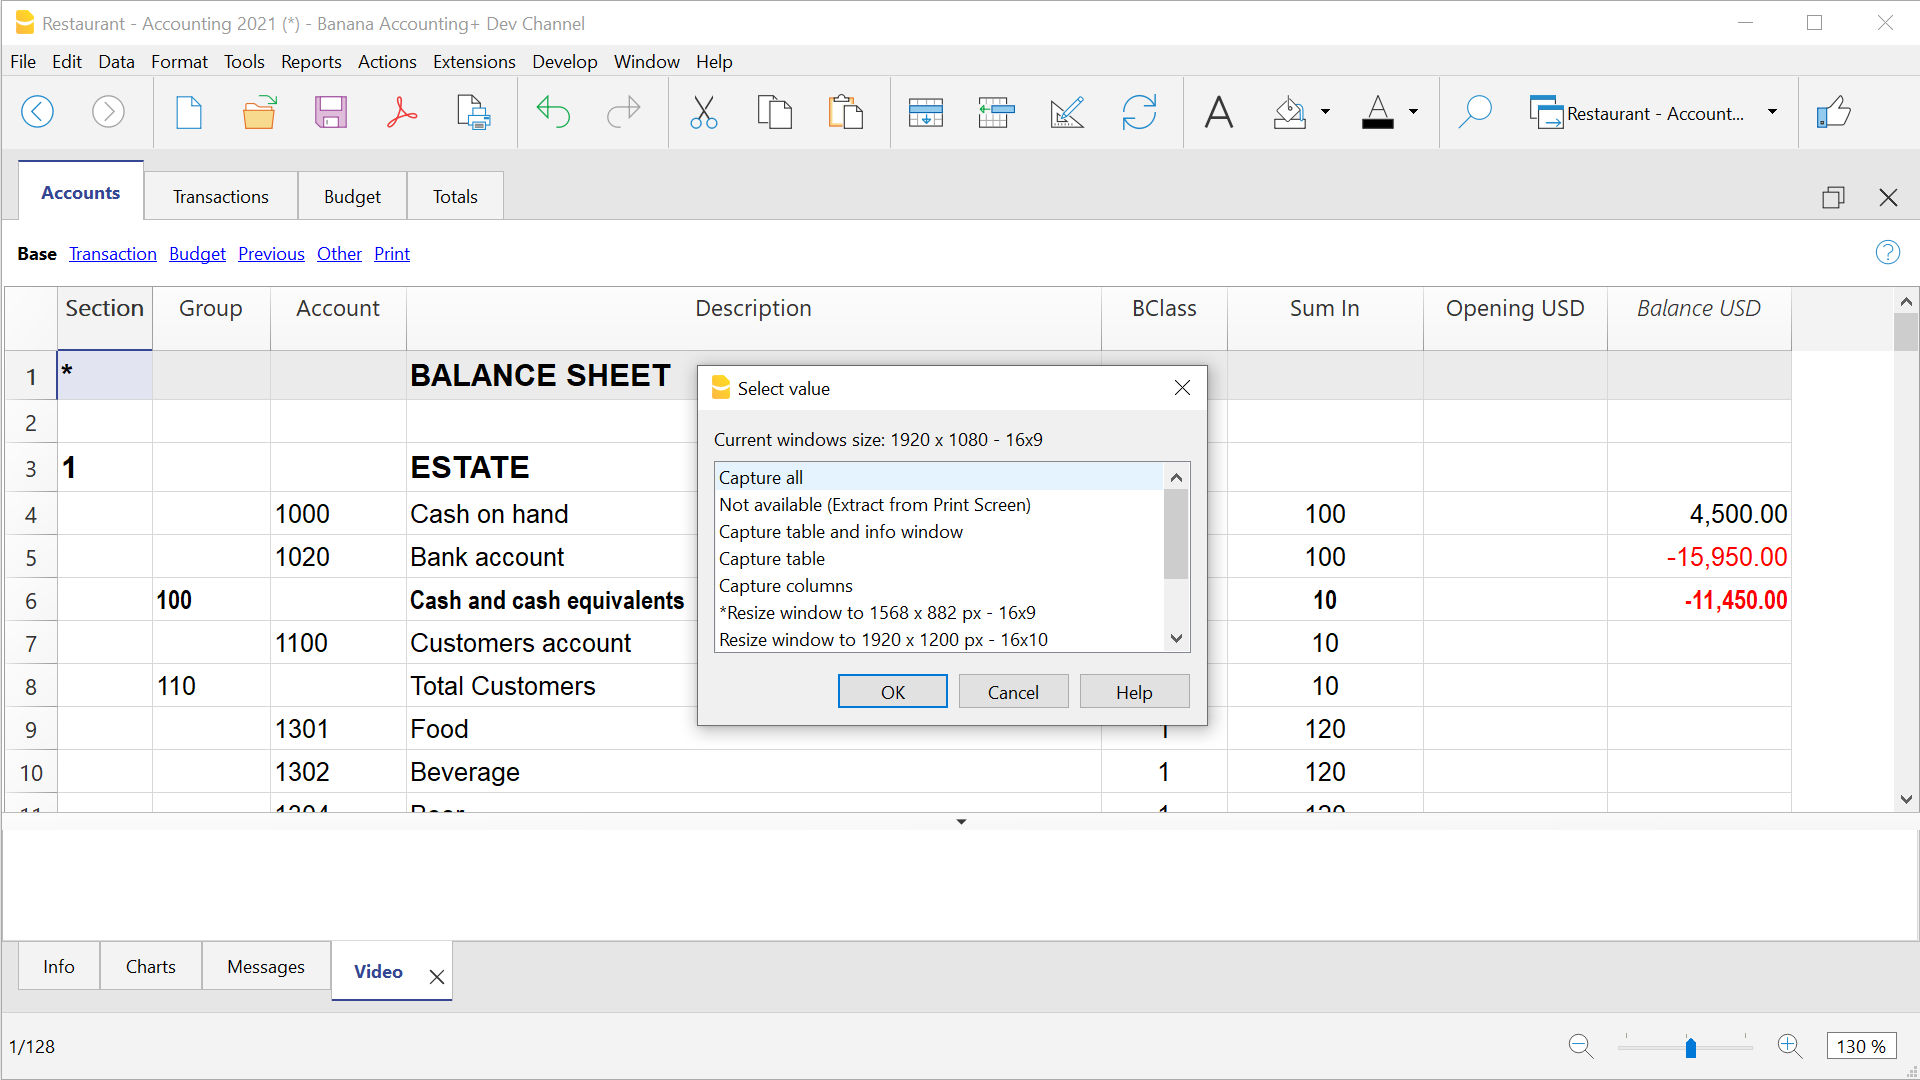 Restaurant - Accounting 2021 (*) - Banana Accounting+ Dev Channel
File Edit Data Format Tools Reports Actions Extensions Develop Window Help
Restaurant - Account...
Accounts Transactions Budget Totals
Base Transaction Budget Previous Other Print
Section Group Account Description BClass Sum In Opening USD Balance USD
1 * BALANCE SHEET
2
3 1 ESTATE
4 1000 Cash on hand 100 4,500.00
5 1020 Bank account 100 -15,950.00
6 100 Cash and cash equivalents 10 -11,450.00
7 1100 Customers account 10
8 110 Total Customers 10
9 1301 Food 1 120
10 1302 Beverage 1 120
Select value
Current windows size: 1920 x 1080 - 16x9
Capture all
Not available (Extract from Print Screen)
Capture table and info window
Capture table
Capture columns
*Resize window to 1568 x 882 px - 16x9
Resize window to 1920 x 1200 px - 16x10
OK Cancel Help
Info Charts Messages Video
1/128
130 %